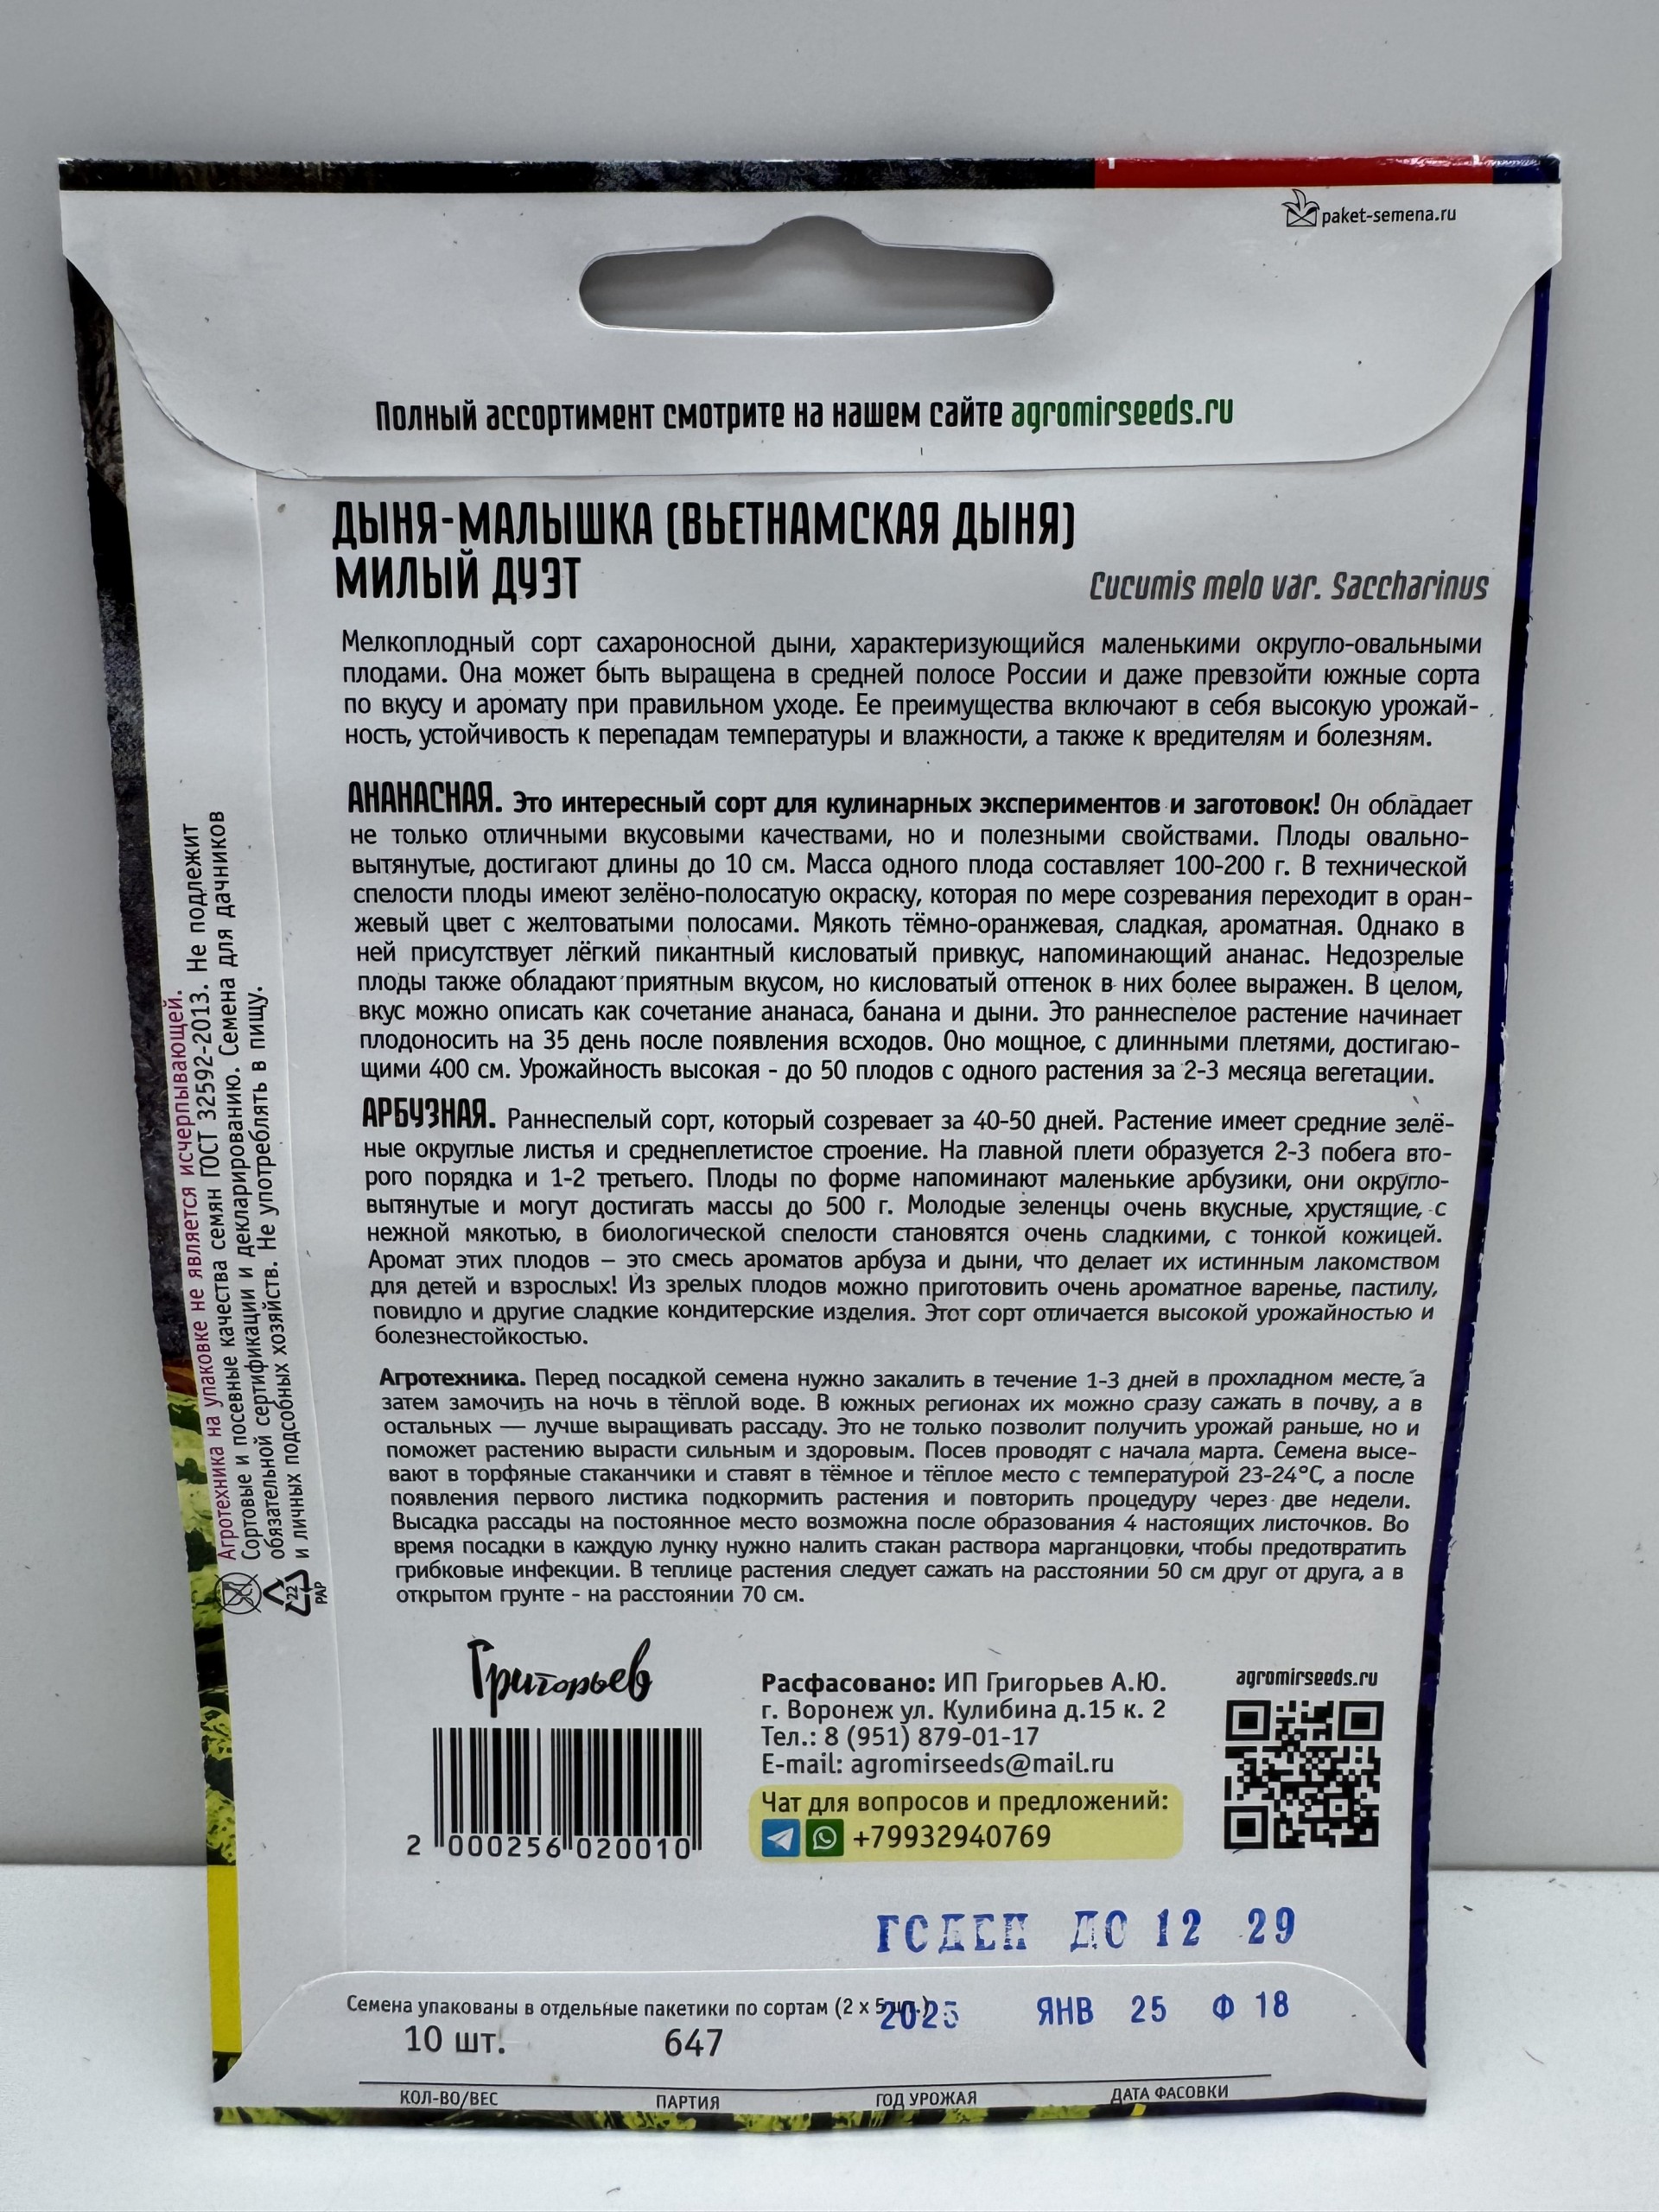 paket-semena.ru
Полный ассортимент смотрите на нашем сайте agromirseeds.ru
ДЫНЯ-МАЛЫШКА (ВЬЕТНАМСКАЯ ДЫНЯ)
МИЛЫЙ ДУЭТ
Cucumis melo var. Saccharinus
Мелкоплодный сорт сахароносной дыни, характеризующийся маленькими округло-овальными
плодами. Она может быть выращена в средней полосе России и даже превзойти южные сорта
по вкусу и аромату при правильном уходе. Ее преимущества включают в себя высокую урожай-
ность, устойчивость к перепадам температуры и влажности, а также к вредителям и болезням.
АНАНАСНАЯ. Это интересный сорт для кулинарных экспериментов и заготовок! Он обладает
не только отличными вкусовыми качествами, но и полезными свойствами. Плоды овально-
вытянутые, достигают длины до 10 см. Масса одного плода составляет 100-200 г. В технической
спелости плоды имеют зелёно-полосатую окраску, которая по мере созревания переходит в оран-
жевый цвет с желтоватыми полосами. Мякоть тёмно-оранжевая, сладкая, ароматная. Однако в
ней присутствует лёгкий пикантный кисловатый привкус, напоминающий ананас. Недозрелые
плоды также обладают приятным вкусом, но кисловатый оттенок в них более выражен. В целом,
вкус можно описать как сочетание ананаса, банана и дыни. Это раннеспелое растение начинает
плодоносить на 35 день после появления всходов. Оно мощное, с длинными плетями, достигаю-
щими 400 см. Урожайность высокая - до 50 плодов с одного растения за 2-3 месяца вегетации.
АРБУЗНАЯ. Раннеспелый сорт, который созревает за 40-50 дней. Растение имеет средние зелё-
ные округлые листья и среднеплетистое строение. На главной плети образуется 2-3 побега вто-
рого порядка и 1-2 третьего. Плоды по форме напоминают маленькие арбузики, они округло-
вытянутые и могут достигать массы до 500 г. Молодые зеленцы очень вкусные, хрустящие, с
нежной мякотью, в биологической спелости становятся очень сладкими, с тонкой кожицей.
Аромат этих плодов – это смесь ароматов арбуза и дыни, что делает их истинным лакомством
для детей и взрослых! Из зрелых плодов можно приготовить очень ароматное варенье, пастилу,
повидло и другие сладкие кондитерские изделия. Этот сорт отличается высокой урожайностью и
болезнестойкостью.
Агротехника. Перед посадкой семена нужно закалить в течение 1-3 дней в прохладном месте, а
затем замочить на ночь в тёплой воде. В южных регионах их можно сразу сажать в почву, а в
остальных — лучше выращивать рассаду. Это не только позволит получить урожай раньше, но и
поможет растению вырасти сильным и здоровым. Посев проводят с начала марта. Семена высе-
вают в торфяные стаканчики и ставят в тёмное и тёплое место с температурой 23-24°C, а после
появления первого листика подкормить растения и повторить процедуру через две недели.
Высадка рассады на постоянное место возможна после образования 4 настоящих листочков. Во
время посадки в каждую лунку нужно налить стакан раствора марганцовки, чтобы предотвратить
грибковые инфекции. В теплице растения следует сажать на расстоянии 50 см друг от друга, а в
открытом грунте - на расстоянии 70 см.
Агротехника на упаковке не является исчерпывающей.
Сортовые и посевные качества семян ГОСТ 32592-2013. Не подлежит
обязательной сертификации и декларированию. Семена для дачников
и личных подсобных хозяйств. Не употреблять в пищу.
22
PAP
Григорьев
2 000256 020010
Расфасовано: ИП Григорьев А.Ю.
г. Воронеж ул. Кулибина д.15 к. 2
Тел.: 8 (951) 879-01-17
E-mail: agromirseeds@mail.ru
Чат для вопросов и предложений:
+79932940769
agromirseeds.ru
ГОДЕН ДО 12 29
Семена упакованы в отдельные пакетики по сортам (2 x 5 шт.)
2025 ЯНВ 25 Ф 18
10 шт. 647
КОЛ-ВО/ВЕС ПАРТИЯ ГОД УРОЖАЯ ДАТА ФАСОВКИ